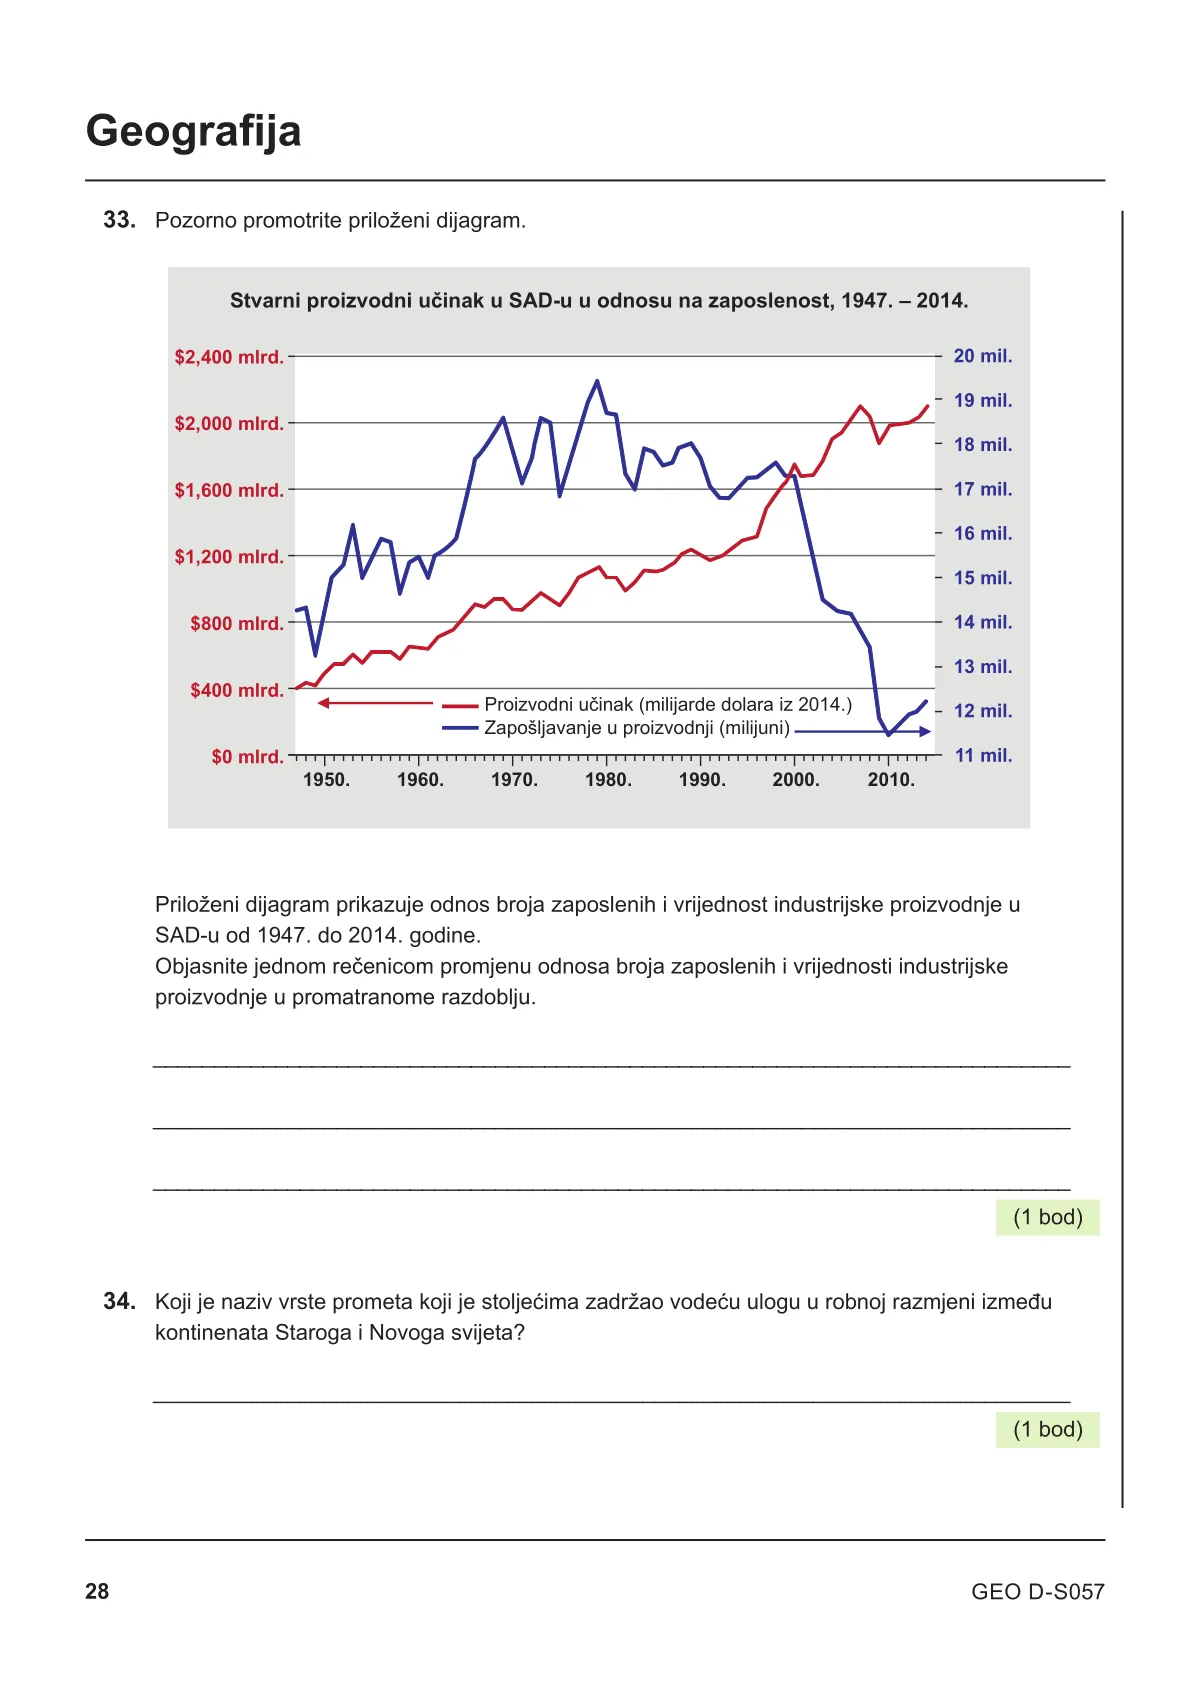 Geografija
33. Pozorno promotrite priloženi dijagram.
Stvarni proizvodni učinak u SAD-u u odnosu na zaposlenost, 1947. – 2014.
$2,400 mlrd.
$2,000 mlrd.
$1,600 mlrd.
$1,200 mlrd.
$800 mlrd.
$400 mlrd.
$0 mlrd.
20 mil.
19 mil.
18 mil.
17 mil.
16 mil.
15 mil.
14 mil.
13 mil.
12 mil.
11 mil.
Proizvodni učinak (milijarde dolara iz 2014.)
Zapošljavanje u proizvodnji (milijuni)
1950. 1960. 1970. 1980. 1990. 2000. 2010.
Priloženi dijagram prikazuje odnos broja zaposlenih i vrijednost industrijske proizvodnje u
SAD-u od 1947. do 2014. godine.
Objasnite jednom rečenicom promjenu odnosa broja zaposlenih i vrijednosti industrijske
proizvodnje u promatranome razdoblju.
(1 bod)
34. Koji je naziv vrste prometa koji je stoljećima zadržao vodeću ulogu u robnoj razmjeni između
kontinenata Staroga i Novoga svijeta?
(1 bod)
28
GEO D-S057